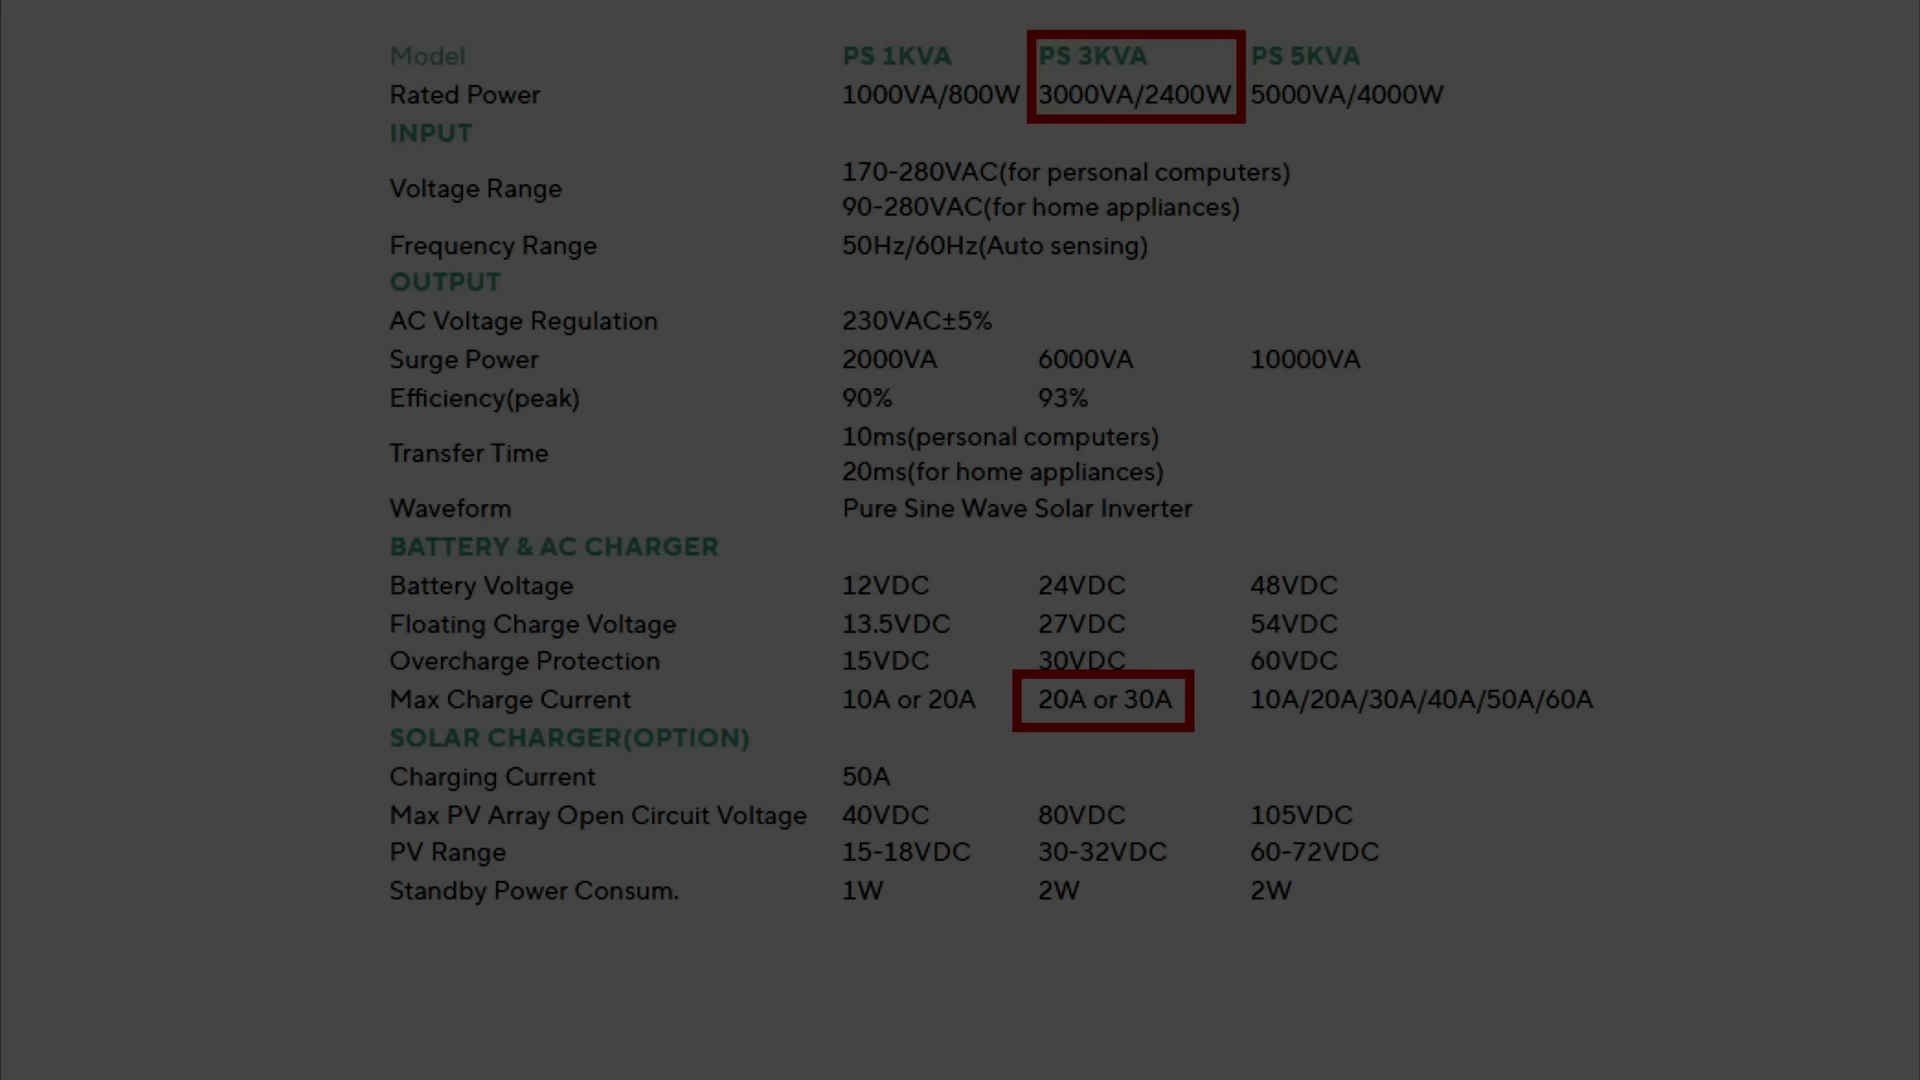 Model PS 1KVA PS 3KVA PS 5KVA
Rated Power 1000VA/800W 3000VA/2400W 5000VA/4000W
INPUT
Voltage Range 170-280VAC(for personal computers)
90-280VAC(for home appliances)
Frequency Range 50Hz/60Hz(Auto sensing)
OUTPUT
AC Voltage Regulation 230VAC±5%
Surge Power 2000VA 6000VA 10000VA
Efficiency(peak) 90% 93%
Transfer Time 10ms(personal computers)
20ms(for home appliances)
Waveform Pure Sine Wave Solar Inverter
BATTERY & AC CHARGER
Battery Voltage 12VDC 24VDC 48VDC
Floating Charge Voltage 13.5VDC 27VDC 54VDC
Overcharge Protection 15VDC 30VDC 60VDC
Max Charge Current 10A or 20A 20A or 30A 10A/20A/30A/40A/50A/60A
SOLAR CHARGER(OPTION)
Charging Current 50A
Max PV Array Open Circuit Voltage 40VDC 80VDC 105VDC
PV Range 15-18VDC 30-32VDC 60-72VDC
Standby Power Consum. 1W 2W 2W